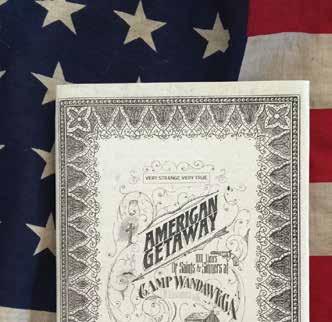 VERY STRANGE VERY TRUE
AMERICAN
GETAWAY
100 Years
Of Saints & Sinners at
CAMP WANDAWEGA